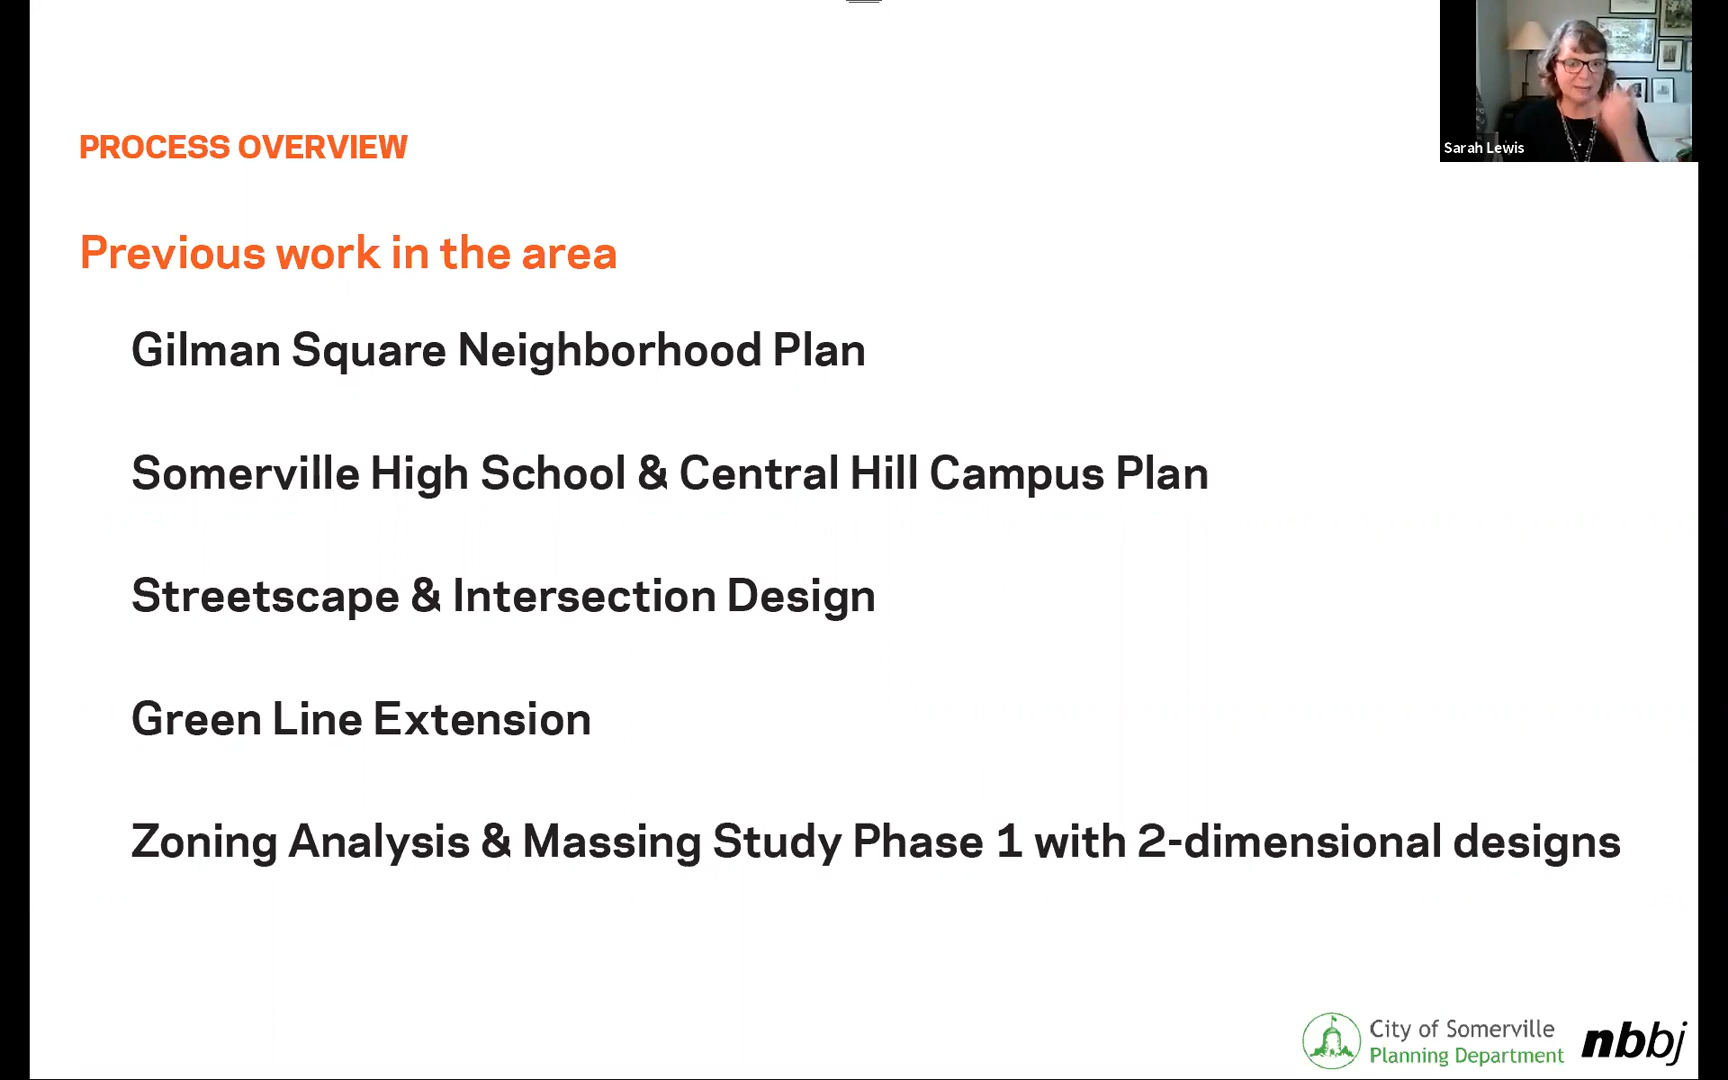 PROCESS OVERVIEW
Sarah Lewis
Previous work in the area
Gilman Square Neighborhood Plan
Somerville High School & Central Hill Campus Plan
Streetscape & Intersection Design
Green Line Extension
Zoning Analysis & Massing Study Phase 1 with 2-dimensional designs
City of Somerville
Planning Department
nbbj